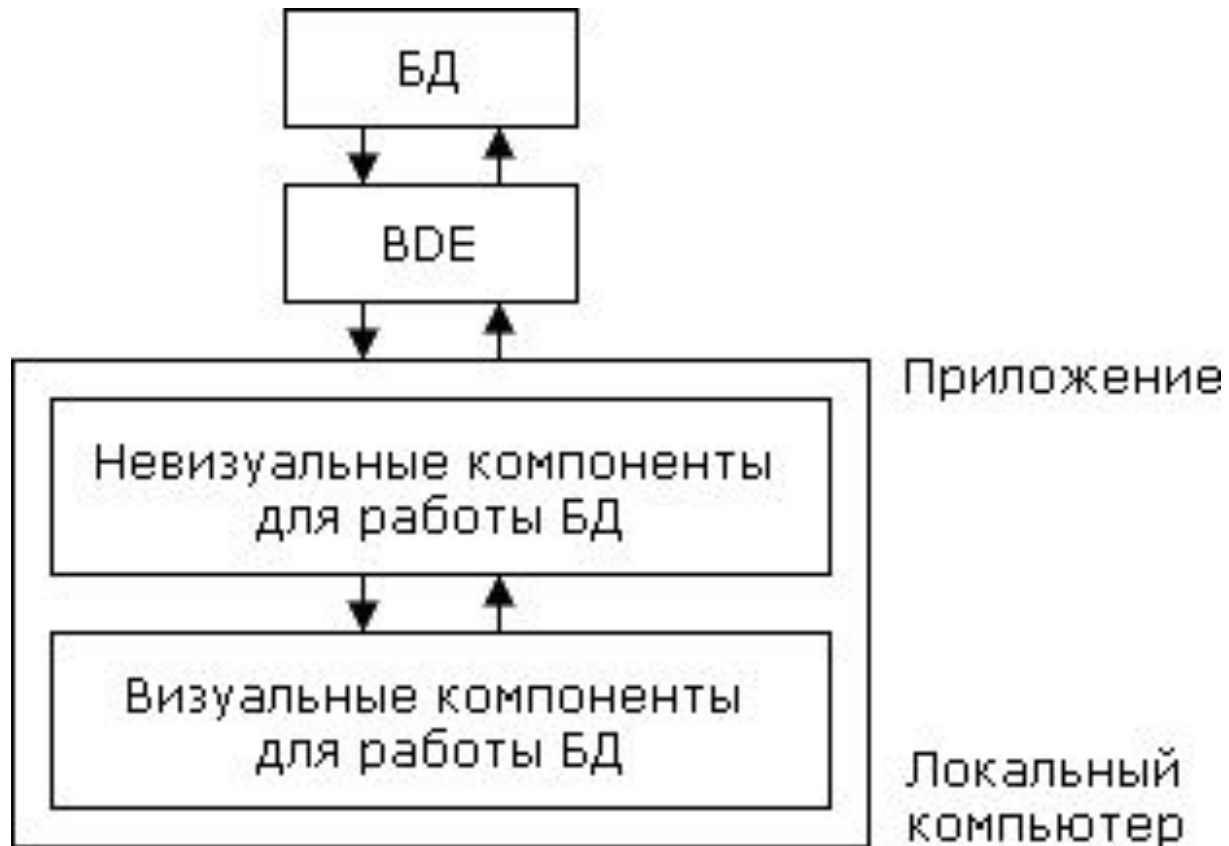 БД
BDE
Приложение
Невизуальные компоненты
для работы БД
Визуальные компоненты
для работы БД
Локальный
компьютер